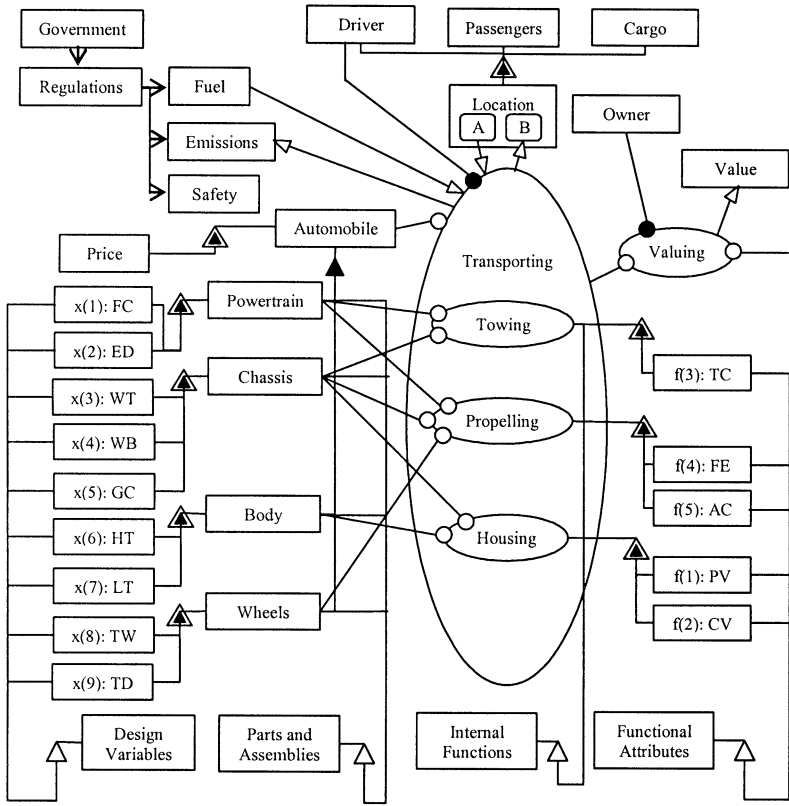 Government
Driver
Passengers
Cargo
Regulations
Fuel
Location
A
B
Owner
Emissions
Value
Safety
Automobile
Price
Valuing
Transporting
x(1): FC
Powertrain
Towing
x(2): ED
Chassis
f(3): TC
x(3): WT
x(4): WB
Propelling
f(4): FE
x(5): GC
f(5): AC
x(6): HT
Body
Housing
f(1): PV
x(7): LT
Wheels
f(2): CV
x(8): TW
x(9): TD
Design
Variables
Parts and
Assemblies
Internal
Functions
Functional
Attributes